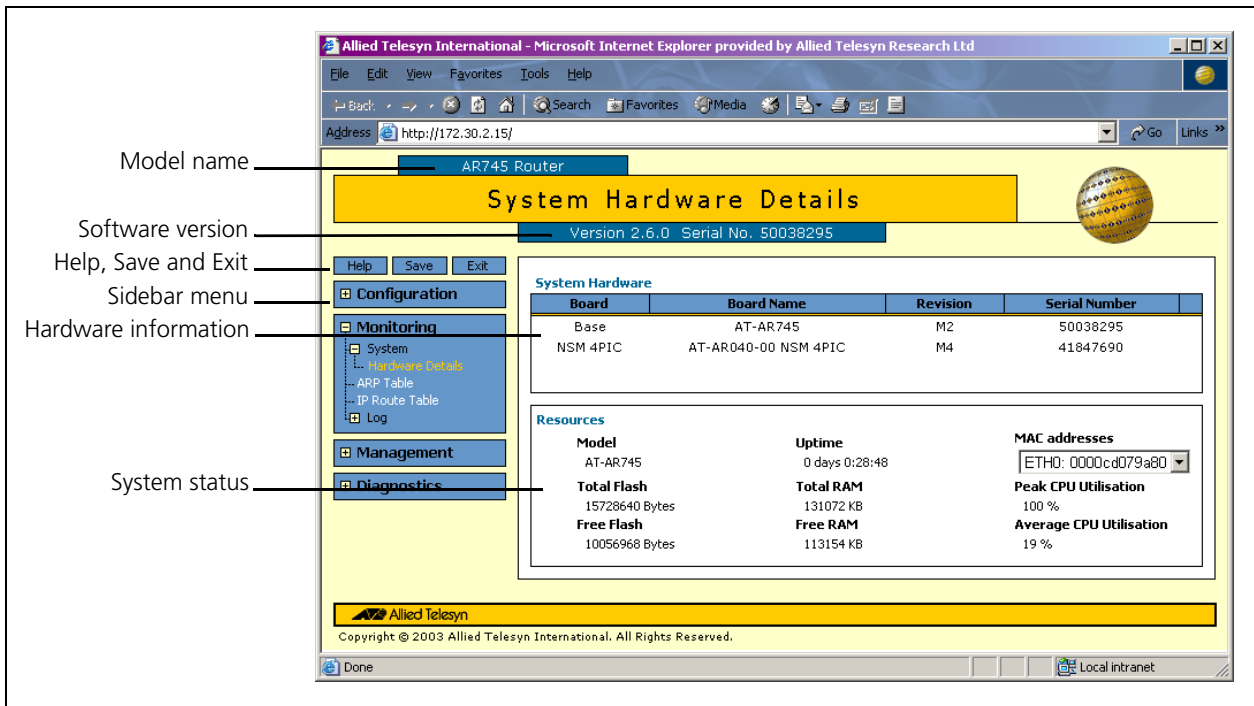 Allied Telesyn International - Microsoft Internet Explorer provided by Allied Telesyn Research Ltd
File Edit View Favorites Tools Help
Back Search Favorites Media
Address http://172.30.2.15/ Go Links »
Model name
AR745 Router
System Hardware Details
Software version
Version 2.6.0 Serial No. 50038295
Help, Save and Exit
Help Save Exit
Sidebar menu
Configuration
Hardware information
Monitoring
System
Hardware Details
ARP Table
IP Route Table
Log
Management
System status
Diagnostics
System Hardware
Board Board Name Revision Serial Number
Base AT-AR745 M2 50038295
NSM 4PIC AT-AR040-00 NSM 4PIC M4 41847690
Resources
Model Uptime MAC addresses
AT-AR745 0 days 0:28:48 ETH0: 0000cd079a80
Total Flash Total RAM Peak CPU Utilisation
15728640 Bytes 131072 KB 100 %
Free Flash Free RAM Average CPU Utilisation
10056968 Bytes 113154 KB 19 %
Allied Telesyn
Copyright © 2003 Allied Telesyn International. All Rights Reserved.
Done Local intranet